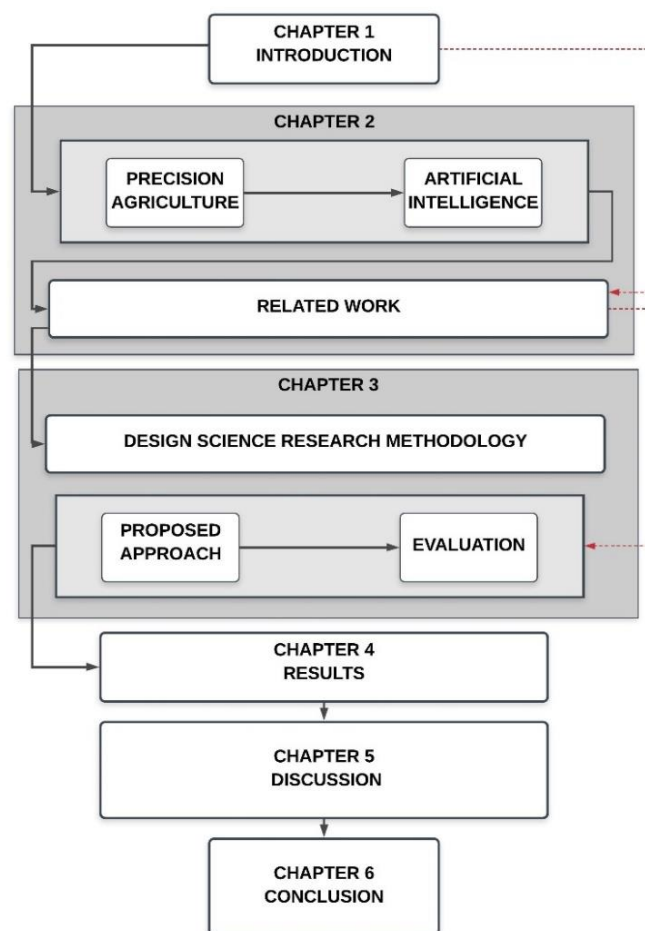 CHAPTER 1
INTRODUCTION
CHAPTER 2
PRECISION
AGRICULTURE
ARTIFICIAL
INTELLIGENCE
RELATED WORK
CHAPTER 3
DESIGN SCIENCE RESEARCH METHODOLOGY
PROPOSED
APPROACH
EVALUATION
CHAPTER 4
RESULTS
CHAPTER 5
DISCUSSION
CHAPTER 6
CONCLUSION